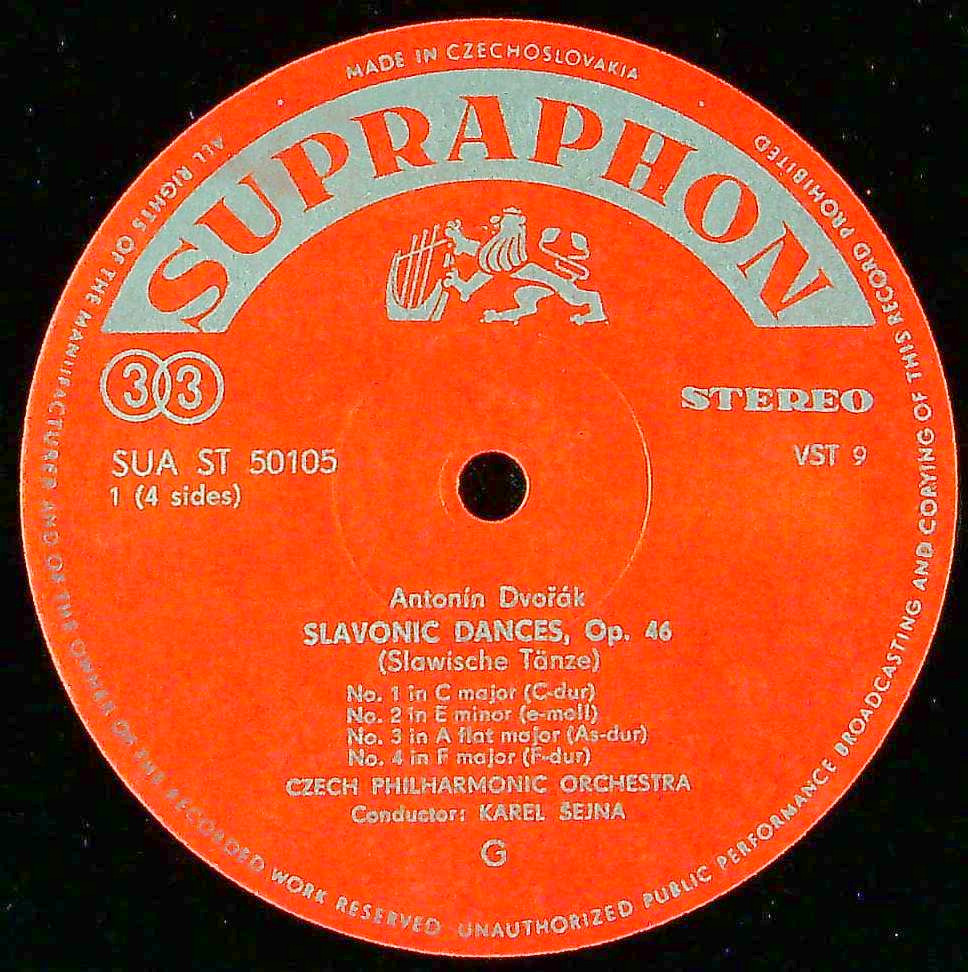 MADE IN CZECHOSLOVAKIA
SUPRAPHON
33
STEREO
SUA ST 50105
VST 9
1 (4 sides)
Antonín Dvořák
SLAVONIC DANCES, Op. 46
(Slawische Tänze)
No. 1 in C major (C-dur)
No. 2 in E minor (e-moll)
No. 3 in A flat major (As-dur)
No. 4 in F major (F-dur)
CZECH PHILHARMONIC ORCHESTRA
Conductor: KAREL ŠEJNA
G
ALL RIGHTS OF THE MANUFACTURER AND OF THE OWNER OF THE RECORDED WORK RESERVED UNAUTHORIZED PUBLIC PERFORMANCE BROADCASTING AND COPYING OF THIS RECORD PROHIBITED